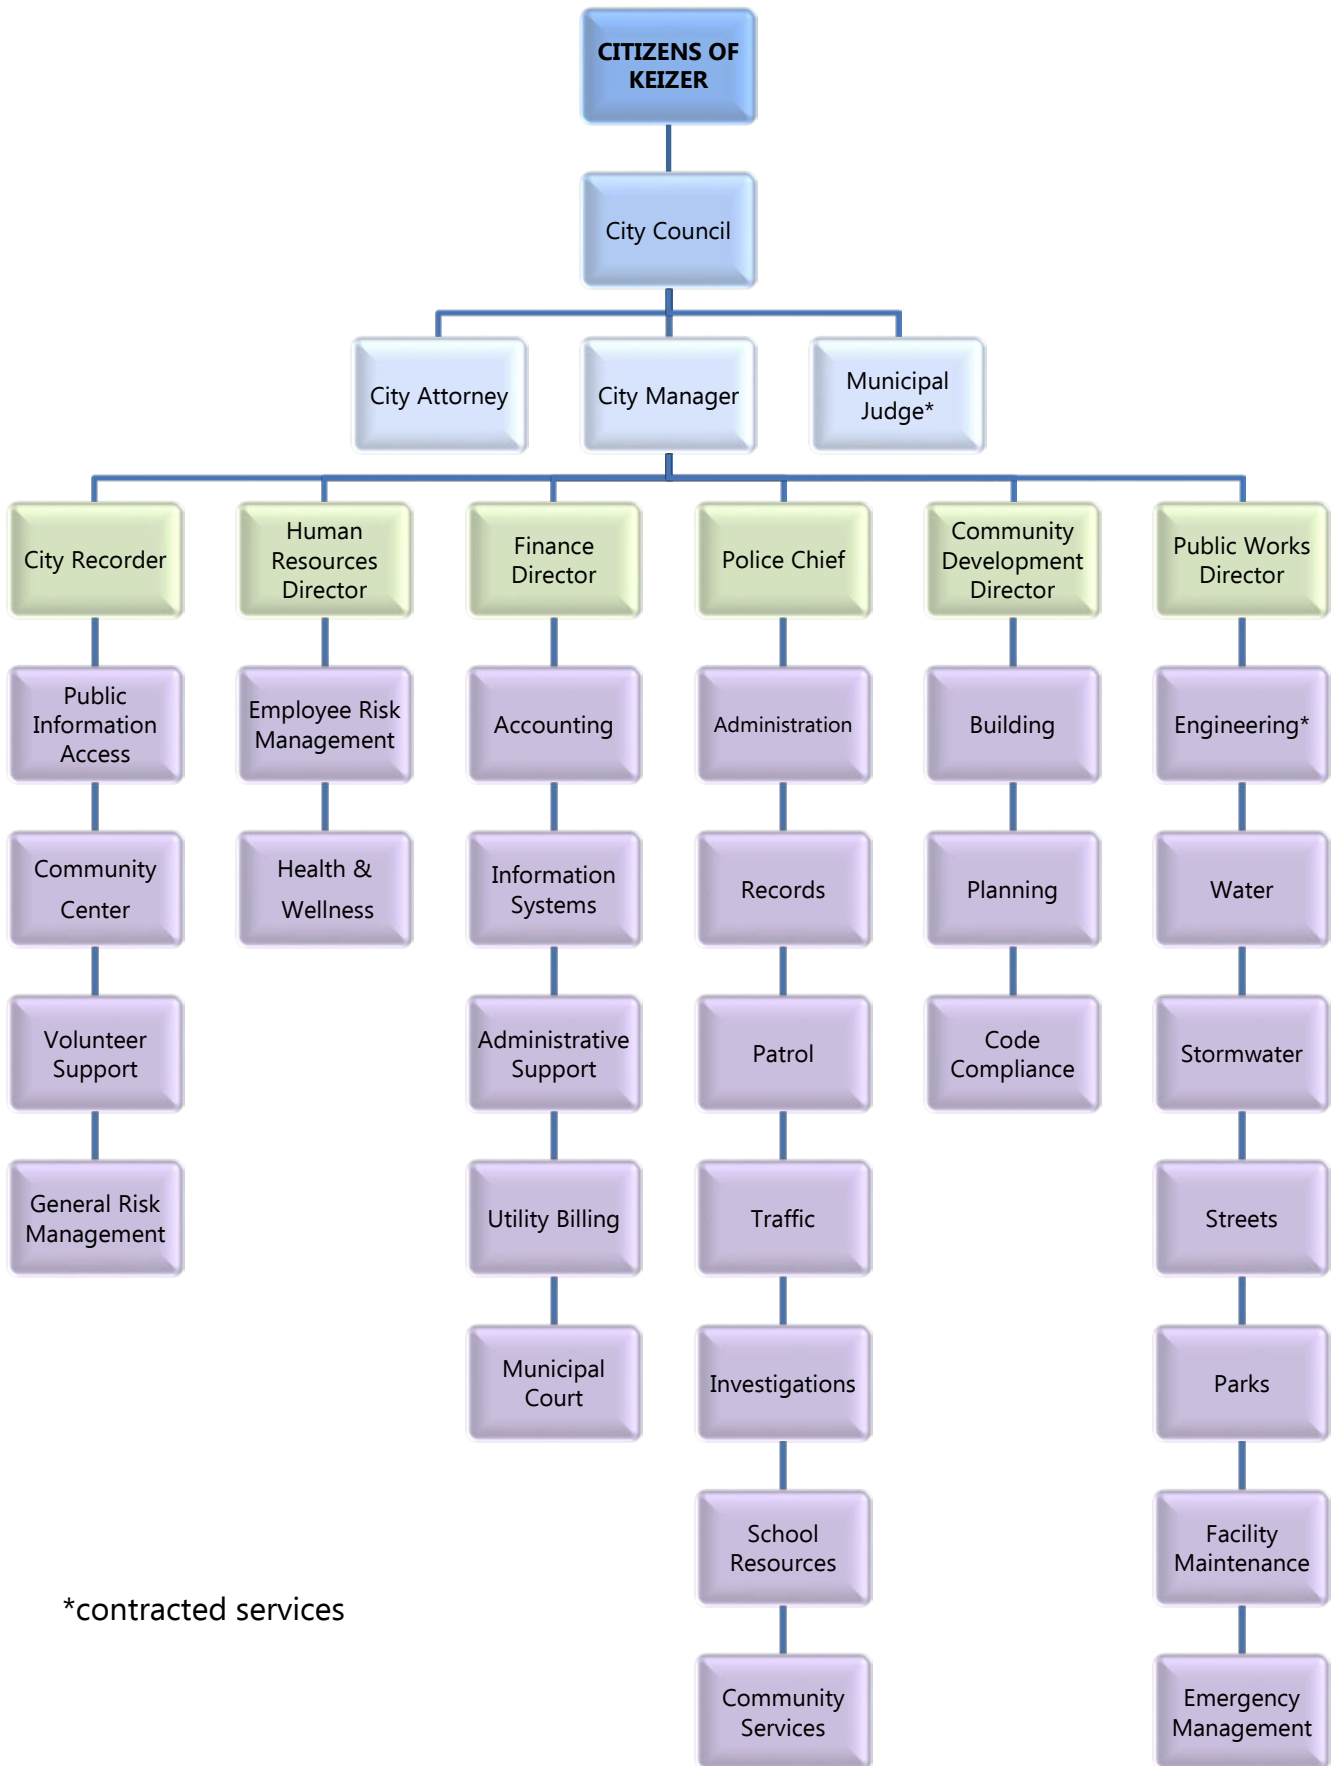 CITIZENS OF
KEIZER
City Council
City Attorney
City Manager
Municipal
Judge*
City Recorder
Human
Resources
Director
Finance
Director
Police Chief
Community
Development
Director
Public Works
Director
Public
Information
Access
Employee Risk
Management
Accounting
Administration
Building
Engineering*
Community
Center
Health &
Wellness
Information
Systems
Records
Planning
Water
Volunteer
Support
Administrative
Support
Patrol
Code
Compliance
Stormwater
General Risk
Management
Utility Billing
Traffic
Streets
Municipal
Court
Investigations
Parks
School
Resources
Facility
Maintenance
*contracted services
Community
Services
Emergency
Management